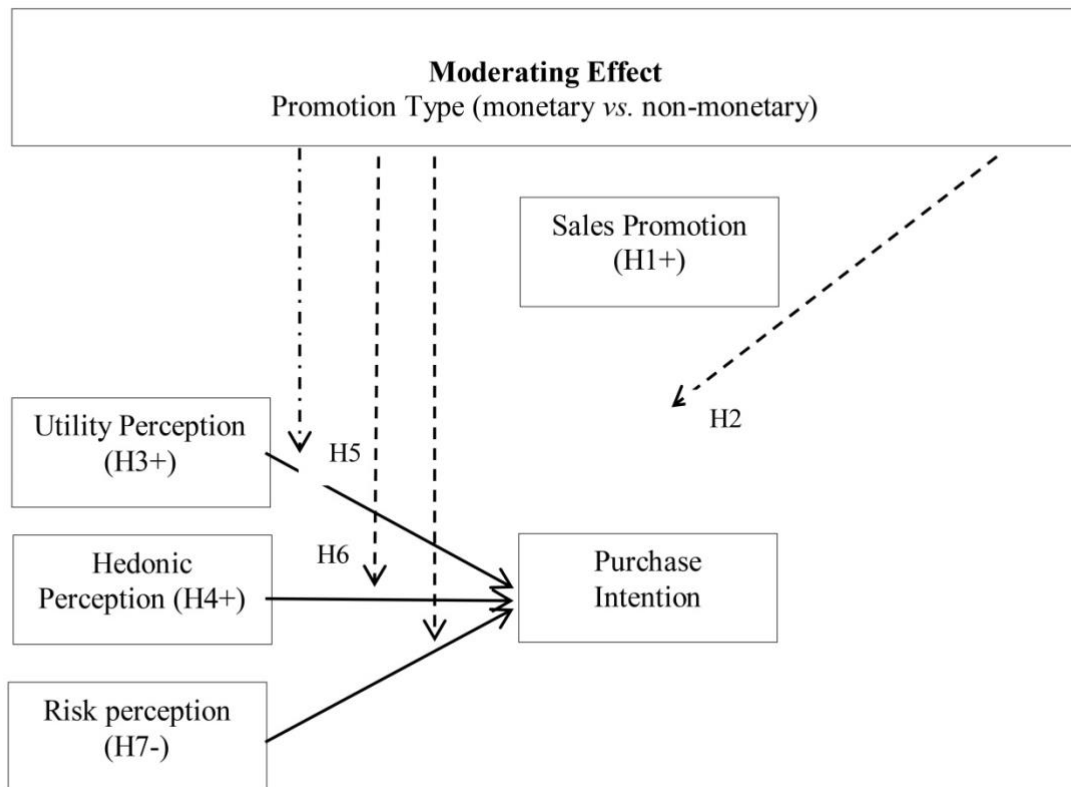 Moderating Effect
Promotion Type (monetary vs. non-monetary)
Sales Promotion
(H1+)
H2
Utility Perception
(H3+)
H5
H6
Hedonic
Perception (H4+)
Purchase
Intention
Risk perception
(H7-)